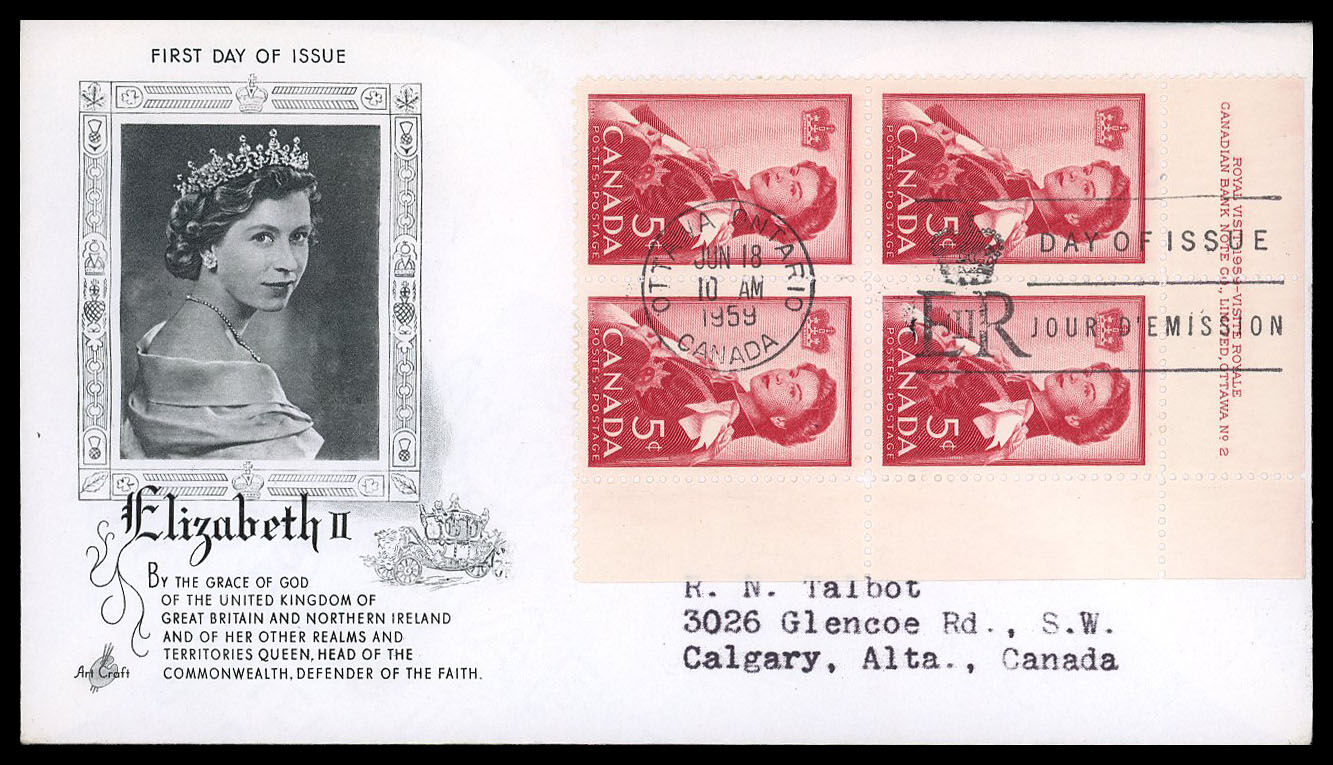 FIRST DAY OF ISSUE
Elizabeth II
BY THE GRACE OF GOD
OF THE UNITED KINGDOM OF
GREAT BRITAIN AND NORTHERN IRELAND
AND OF HER OTHER REALMS AND
TERRITORIES QUEEN, HEAD OF THE
COMMONWEALTH, DEFENDER OF THE FAITH.
Art Craft
POSTES-POSTAGE
CANADA
5¢
POSTES-POSTAGE
CANADA
5¢
POSTES-POSTAGE
CANADA
5¢
POSTES-POSTAGE
CANADA
5¢
OTTAWA ONTARIO
JUN 18
10 AM
1959
CANADA
DAY OF ISSUE
EIIR
JOUR D'EMISSION
ROYAL VISIT 1959-VISITE ROYALE
CANADIAN BANK NOTE CO., LIMITED, OTTAWA Nº 2
R. N. Talbot
3026 Glencoe Rd., S.W.
Calgary, Alta., Canada